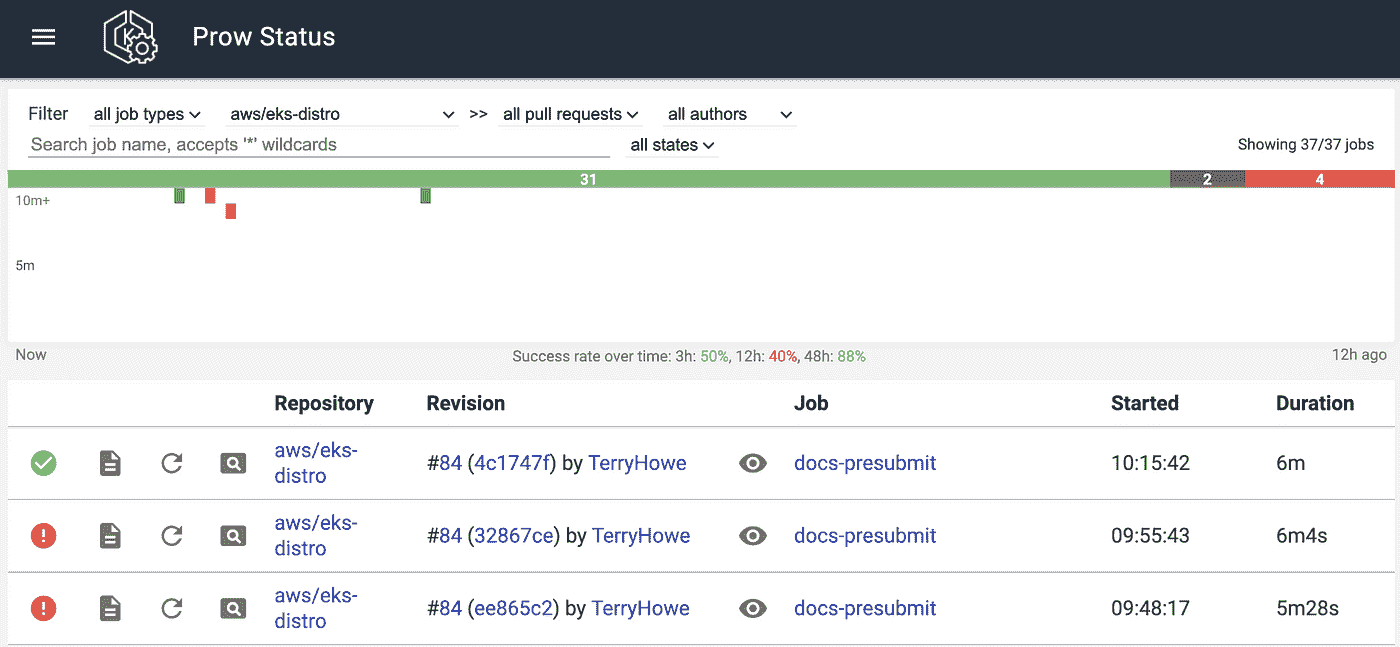 Prow Status
Filter all job types aws/eks-distro >> all pull requests all authors
Search job name, accepts '*' wildcards all states Showing 37/37 jobs
31 2 4
10m+
5m
Now Success rate over time: 3h: 50%, 12h: 40%, 48h: 88% 12h ago
Repository Revision Job Started Duration
aws/eks-
distro #84 (4c1747f) by TerryHowe docs-presubmit 10:15:42 6m
aws/eks-
distro #84 (32867ce) by TerryHowe docs-presubmit 09:55:43 6m4s
aws/eks-
distro #84 (ee865c2) by TerryHowe docs-presubmit 09:48:17 5m28s